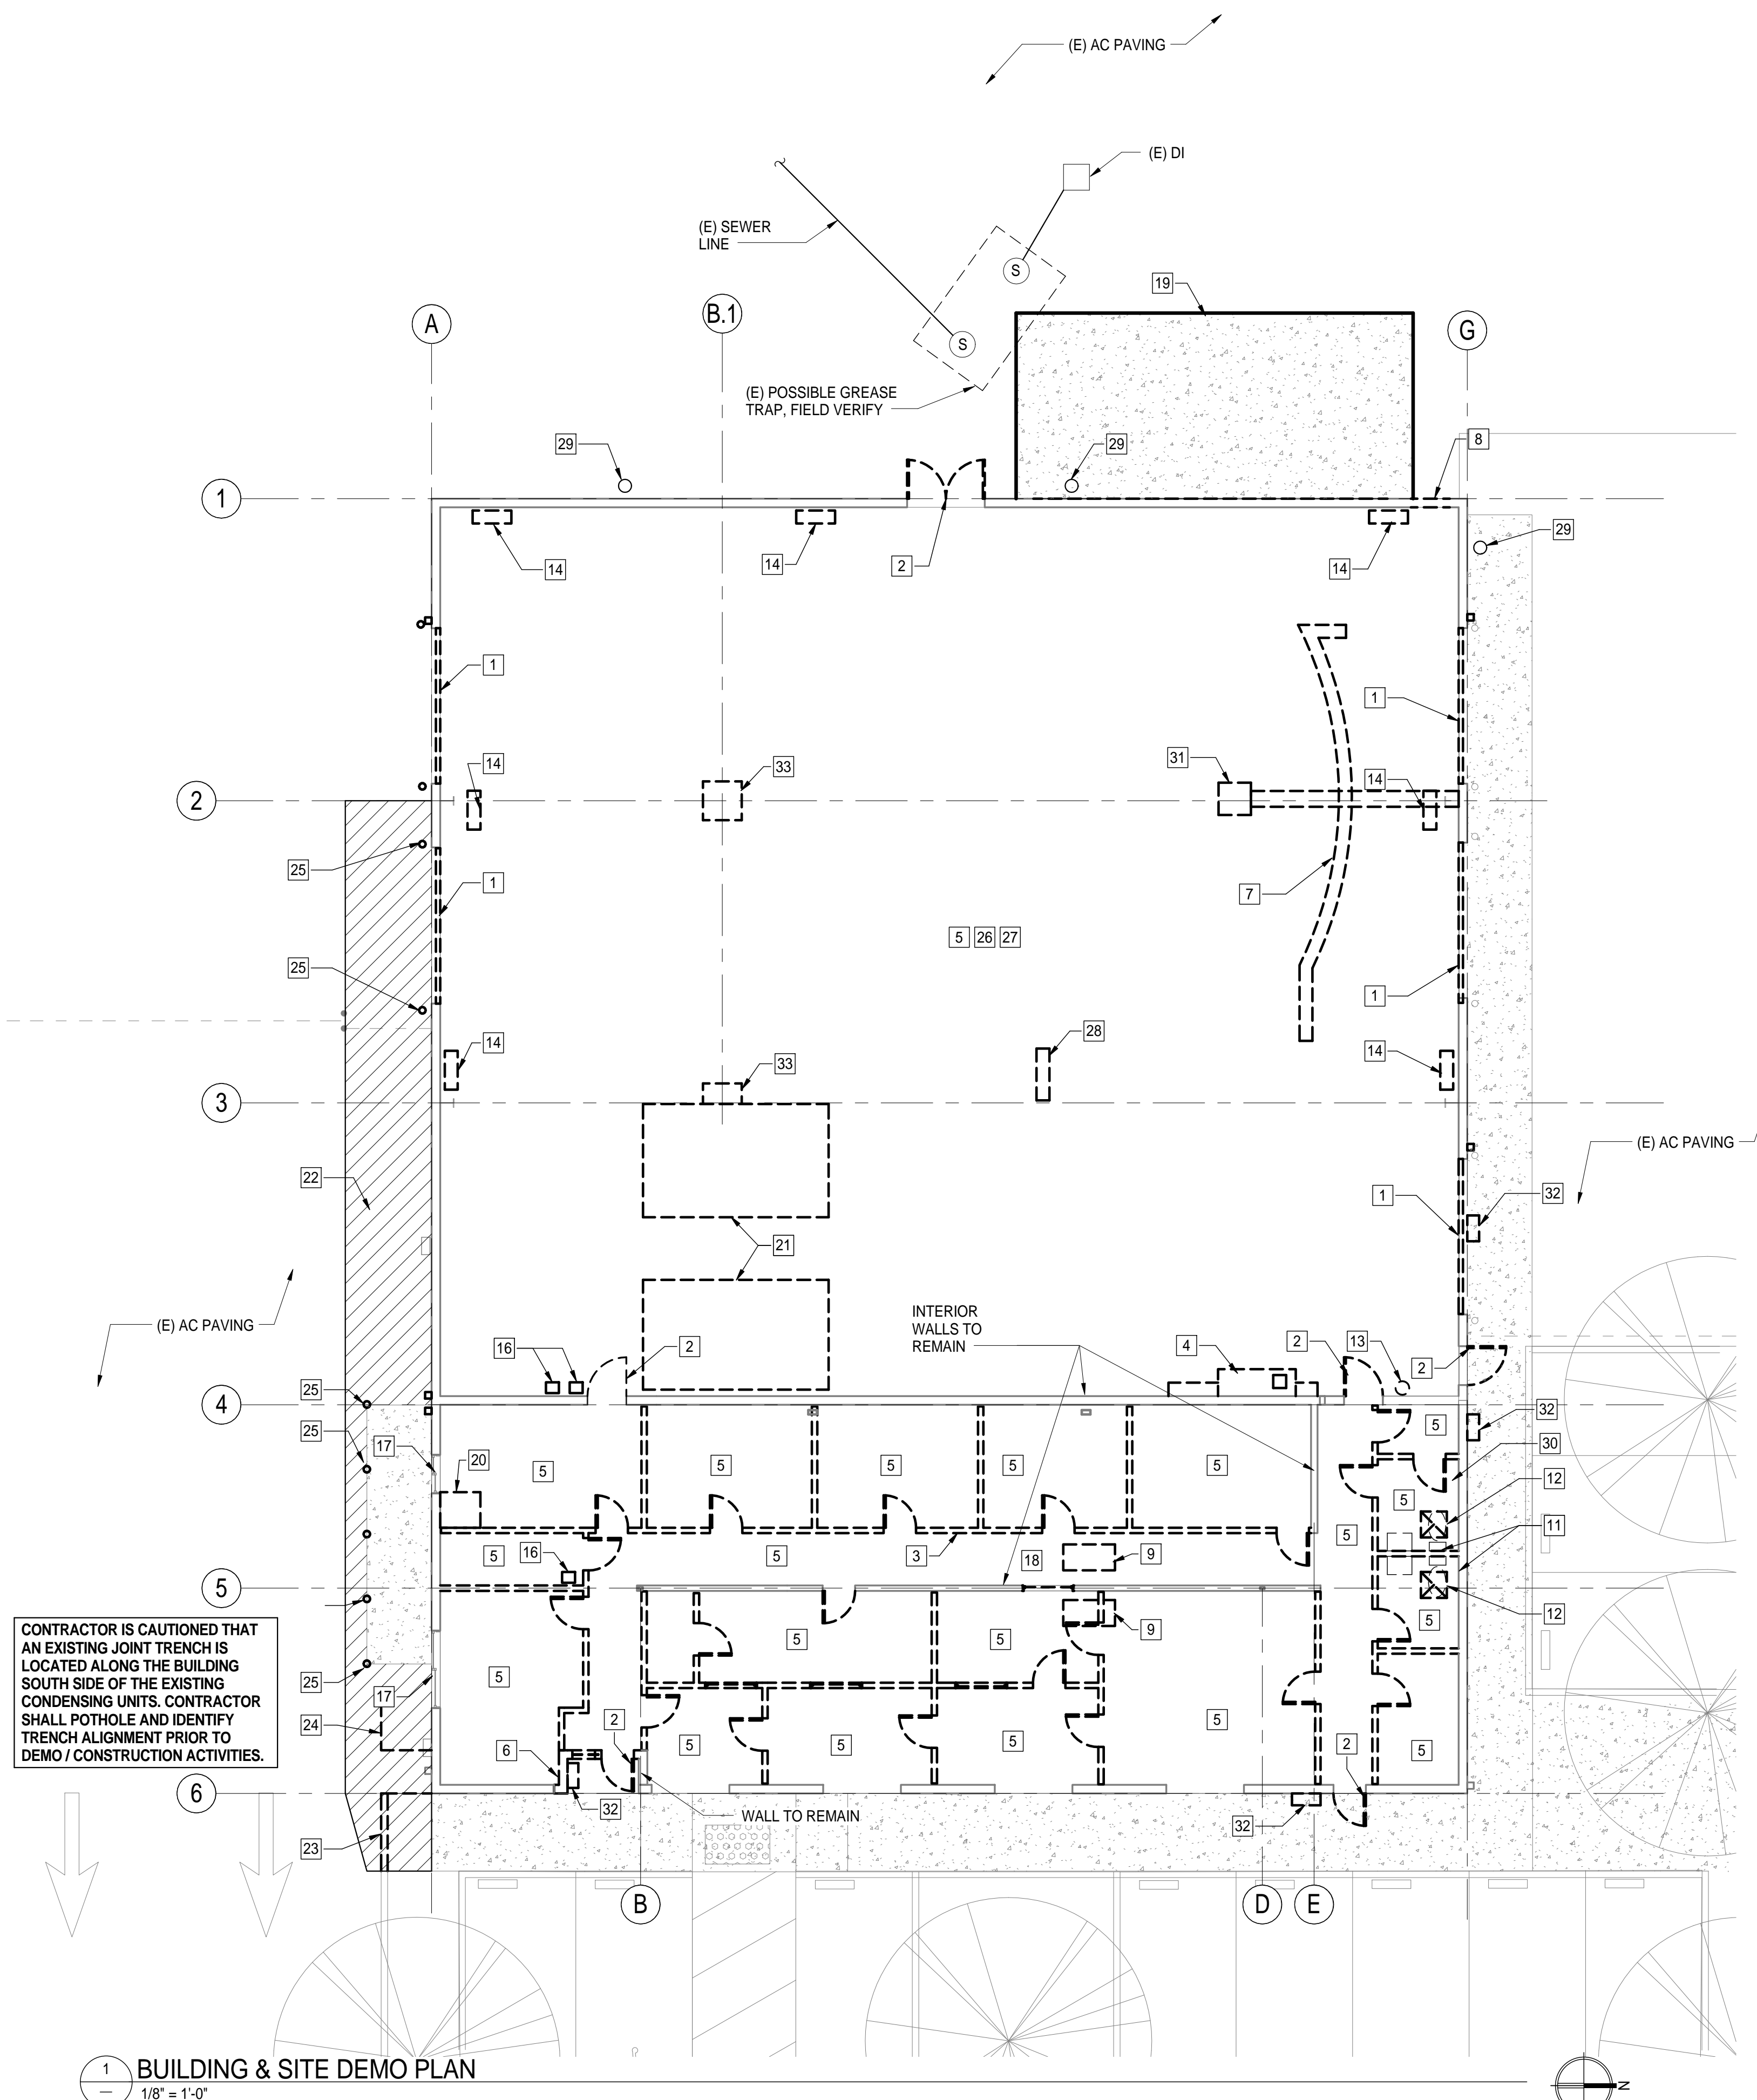 (E) AC PAVING
(E) DI
(E) SEWER
LINE
S
S
19
A
B.1
G
(E) POSSIBLE GREASE
TRAP, FIELD VERIFY
29
29
8
1
29
14
14
2
14
1
1
2
14
33
31
14
25
1
7
5 26 27
25
1
28
14
14
33
3
(E) AC PAVING
22
1
32
21
(E) AC PAVING
INTERIOR
WALLS TO
REMAIN
16
2
4
2
13
2
25
4
32
25
17
20
5
5
5
5
5
5
30
12
5
11
5
16
5
3
18
9
5
5
12
5
CONTRACTOR IS CAUTIONED THAT
AN EXISTING JOINT TRENCH IS
LOCATED ALONG THE BUILDING
SOUTH SIDE OF THE EXISTING
CONDENSING UNITS. CONTRACTOR
SHALL POTHOLE AND IDENTIFY
TRENCH ALIGNMENT PRIOR TO
DEMO / CONSTRUCTION ACTIVITIES.
5
5
9
25
17
5
24
6
2
5
5
5
5
2
5
6
32
WALL TO REMAIN
32
23
B
D
E
1
BUILDING & SITE DEMO PLAN
—
1/8" = 1'-0"
N